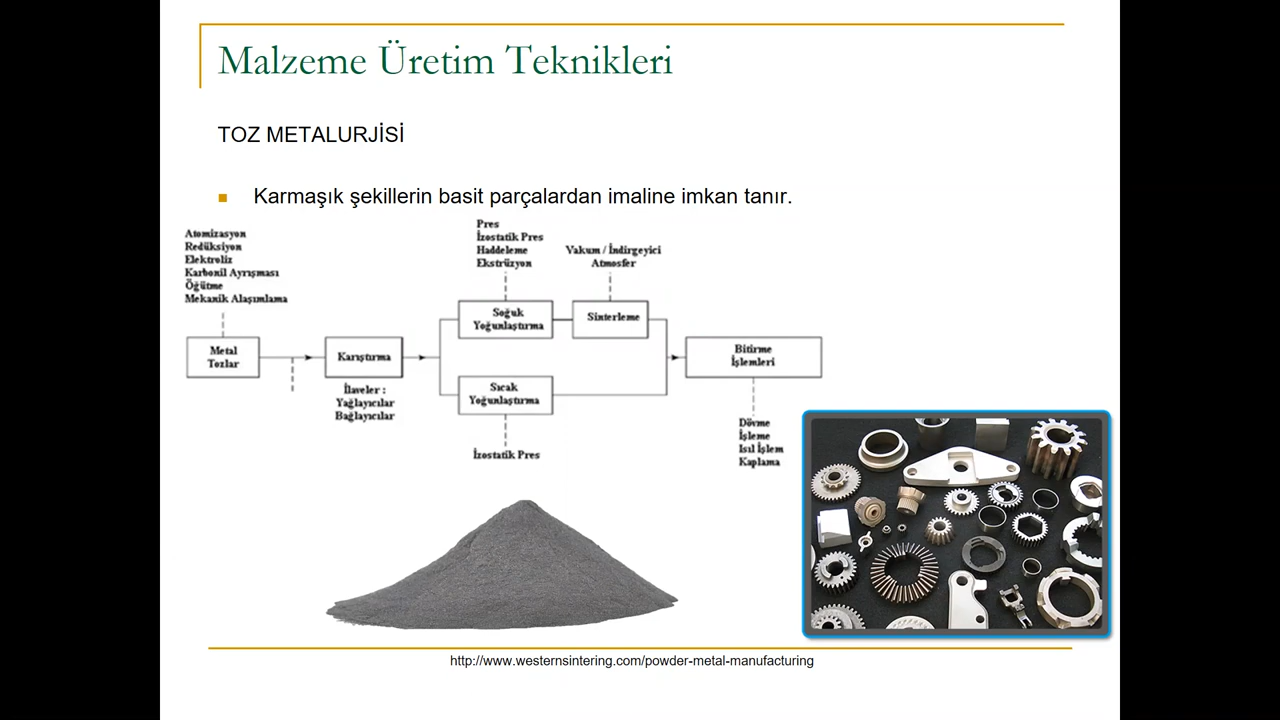 Malzeme Üretim Teknikleri
TOZ METALURJİSİ
Karmaşık şekillerin basit parçalardan imaline imkan tanır.
Atomizasyon
Redüksiyon
Elektroliz
Karbonil Ayrışması
Öğütme
Mekanik Alaşımlama
Metal
Tozlar
Karıştırma
İlaveler :
Yağlayıcılar
Bağlayıcılar
Pres
İzostatik Pres
Haddeleme
Ekstrüzyon
Soğuk
Yoğunlaştırma
Vakum / İndirgeyici
Atmosfer
Sinterleme
Sıcak
Yoğunlaştırma
İzostatik Pres
Bitirme
İşlemleri
Dövme
İşleme
Isıl İşlem
Kaplama
http://www.westernsintering.com/powder-metal-manufacturing